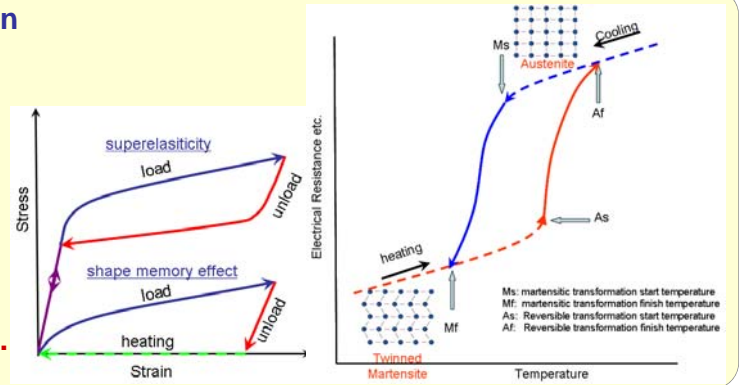 n
superelasiticity
load
unload
Stress
shape memory effect
load
unload
heating
Strain
.
Cooling
Ms
Austenite
Af
Electrical Resistance etc.
As
heating
Ms: martensitic transformation start temperature
Mf: martensitic transformation finish temperature
As: Reversible transformation start temperature
Af: Reversible transformation finish temperature
Mf
Twinned
Martensite
Temperature